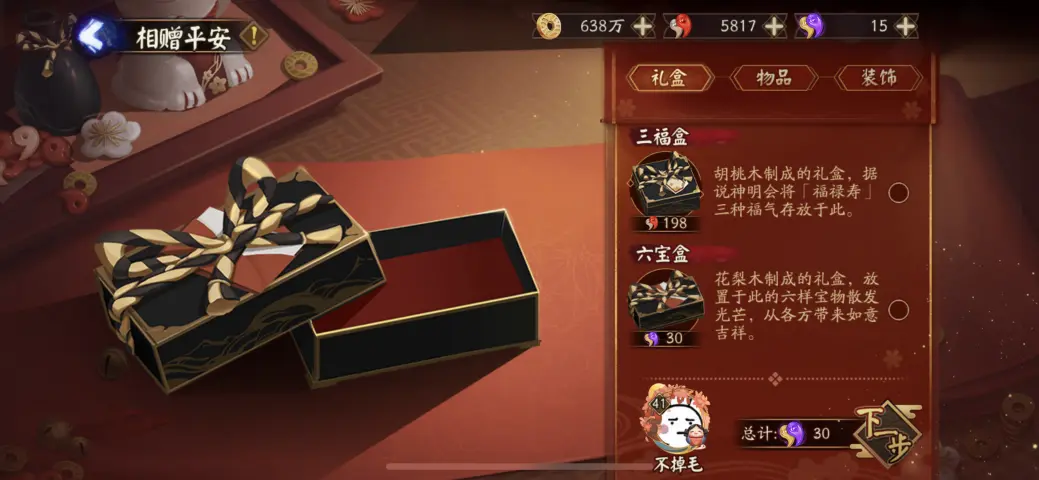 相赠平安
638万
5817
15
礼盒
物品
装饰
三福盒
胡桃木制成的礼盒，据
说神明会将「福禄寿」
三种福气存放于此。
198
六宝盒
花梨木制成的礼盒，放
置于此的六样宝物散发
光芒，从各方带来如意
吉祥。
30
41
不掉毛
总计:
30
下一步